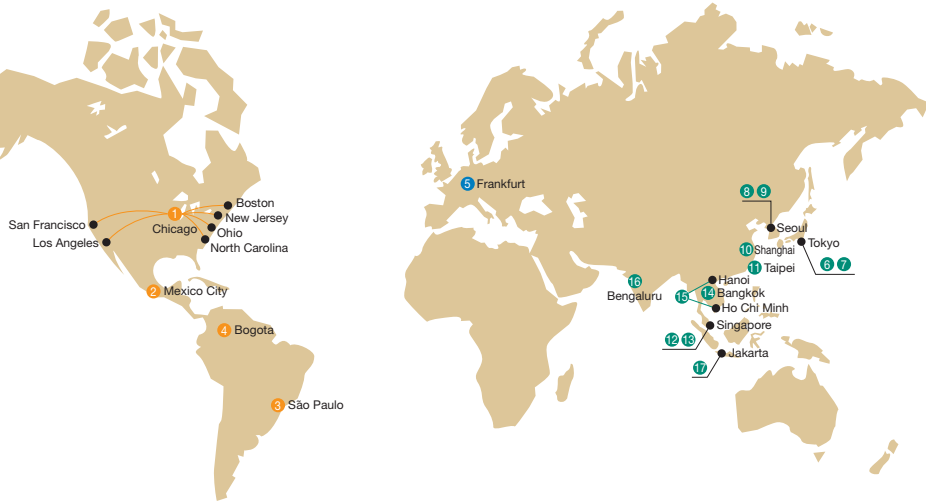 5 Frankfurt
8 9
Boston
1
New Jersey
San Francisco
Chicago
Ohio
Seoul
Los Angeles
North Carolina
Tokyo
10 Shanghai
6 7
11 Taipei
16
Hanoi
2 Mexico City
Bengaluru
15
14 Bangkok
Ho Chi Minh
4 Bogota
Singapore
12 13
Jakarta
17
3 São Paulo